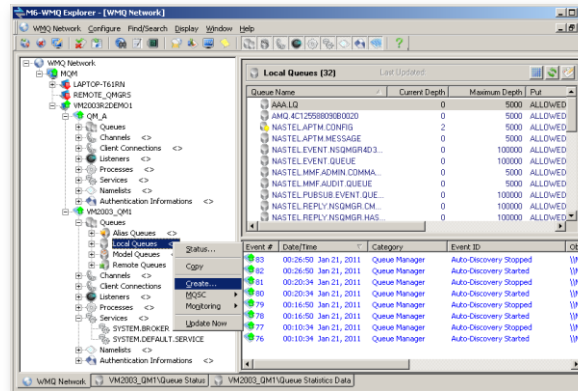 M6-WMQ Explorer - [WMQ Network]
WMQ Network Configure Find/Search Display Window Help
WMQ Network
MQM
LAPTOP-T61RN
REMOTE_QMGRS
VM2003R2DEMO1
QM_A
Queues
Channels <>
Client Connections <>
Listeners <>
Processes <>
Services <>
Namelists <>
Authentication Informations <>
VM2003_QM1
Queues
Alias Queues <>
Local Queues
Model Queues
Remote Queues
Channels <>
Client Connections
Listeners <>
Processes <>
Services <>
SYSTEM.BROKER
SYSTEM.DEFAULT.SERVICE
Namelists <>
Authentication Informations <>
Status...
Copy
Create...
MQSC
Monitoring
Update Now
Local Queues (32) Last Updated:
Queue Name Current Depth Maximum Depth Put
AAA.LQ 0 5000 ALLOWED
AMQ.4C125588090B0020 0 5000 ALLOWED
NASTEL.APTM.CONFIG 2 5000 ALLOWED
NASTEL.APTM.MESSAGE 2 5000 ALLOWED
NASTEL.EVENT.NSQMGR4D3... 0 100000 ALLOWED
NASTEL.EVENT.QUEUE 0 100000 ALLOWED
NASTEL.MMF.ADMIN.COMMA... 0 5000 ALLOWED
NASTEL.MMF.AUDIT.QUEUE 0 5000 ALLOWED
NASTEL.PUBSUB.EVENT.QUE... 0 100000 ALLOWED
NASTEL.REPLY.NSQMGR.CM... 0 100000 ALLOWED
NASTEL.REPLY.NSQMGR.HAS... 0 100000 ALLOWED
Event # Date/Time Category Event ID Ob
83 00:26:50 Jan 21, 2011 Queue Manager Auto-Discovery Stopped \\M
82 00:26:50 Jan 21, 2011 Queue Manager Auto-Discovery Started \\M
81 00:20:34 Jan 21, 2011 Queue Manager Auto-Discovery Stopped \\M
80 00:20:34 Jan 21, 2011 Queue Manager Auto-Discovery Started \\M
79 00:16:50 Jan 21, 2011 Queue Manager Auto-Discovery Stopped \\M
78 00:16:50 Jan 21, 2011 Queue Manager Auto-Discovery Started \\M
77 00:10:34 Jan 21, 2011 Queue Manager Auto-Discovery Stopped \\M
76 00:10:34 Jan 21, 2011 Queue Manager Auto-Discovery Started \\M
WMQ Network VM2003_QM1\Queue Status VM2003_QM1\Queue Statistics Data